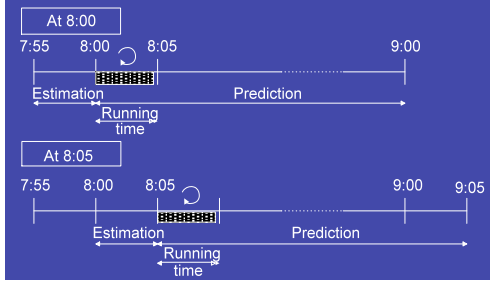 At 8:00
7:55 8:00 8:05 9:00
Estimation Prediction
Running
time
At 8:05
7:55 8:00 8:05 9:00 9:05
Estimation Prediction
Running
time